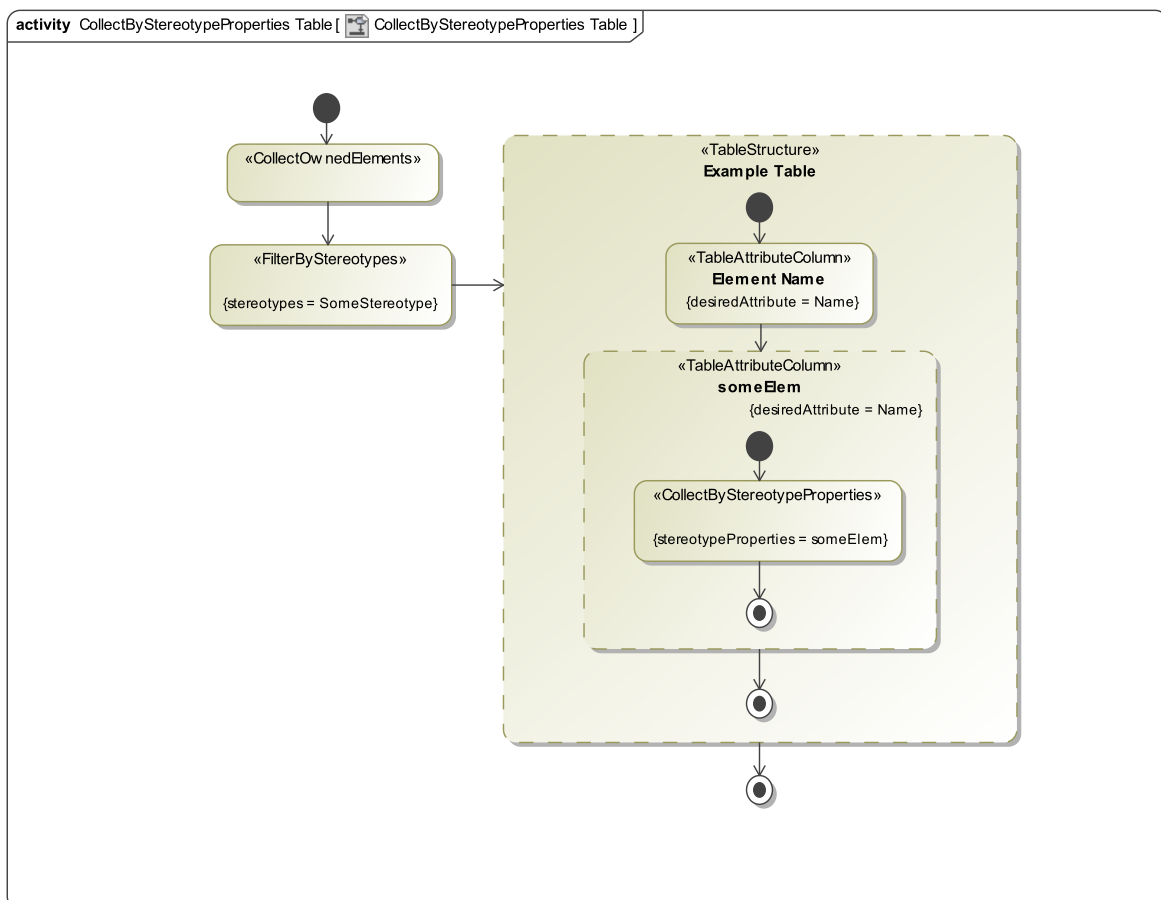 activity CollectByStereotypeProperties Table [ CollectByStereotypeProperties Table ]
«CollectOwnedElements»
«FilterByStereotypes»
{stereotypes = SomeStereotype}
«TableStructure»
Example Table
«TableAttributeColumn»
Element Name
{desiredAttribute = Name}
«TableAttributeColumn»
someElem
{desiredAttribute = Name}
«CollectByStereotypeProperties»
{stereotypeProperties = someElem}